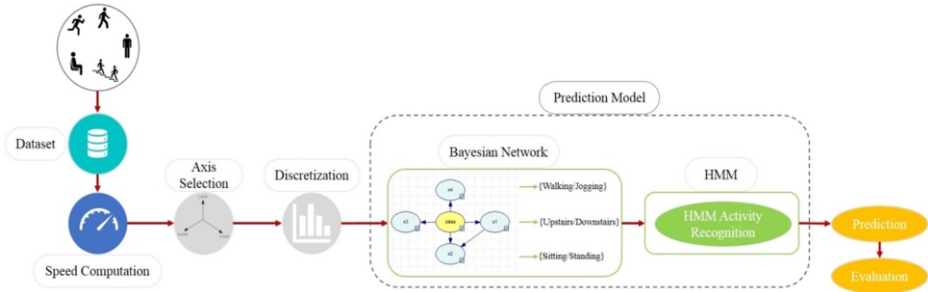 Prediction Model
Dataset
Axis
Selection
Discretization
Bayesian Network
HMM
x4
x3
class
x1
x2
{Walking/Jogging}
{Upstairs/Downstairs}
{Sitting/Standing}
HMM Activity
Recognition
Speed Computation
Prediction
Evaluation